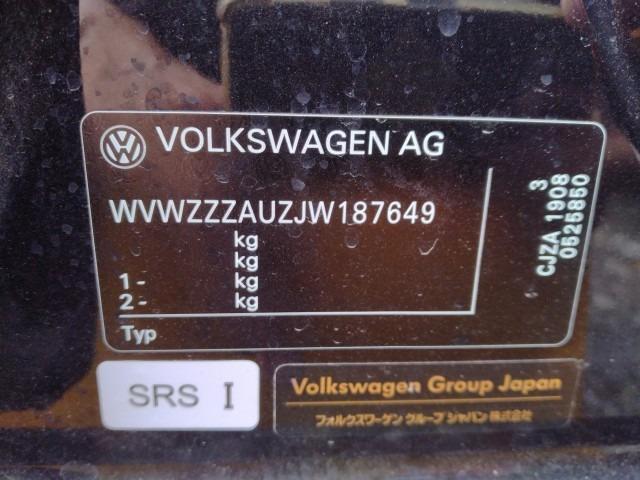 VOLKSWAGEN AG
WVWZZZAUZJW187649
kg
kg
1 - kg
2 - kg
Typ
3
CJZA 1908
0525850
SRS I
Volkswagen Group Japan
フォルクスワーゲン グループ ジャパン 株式会社